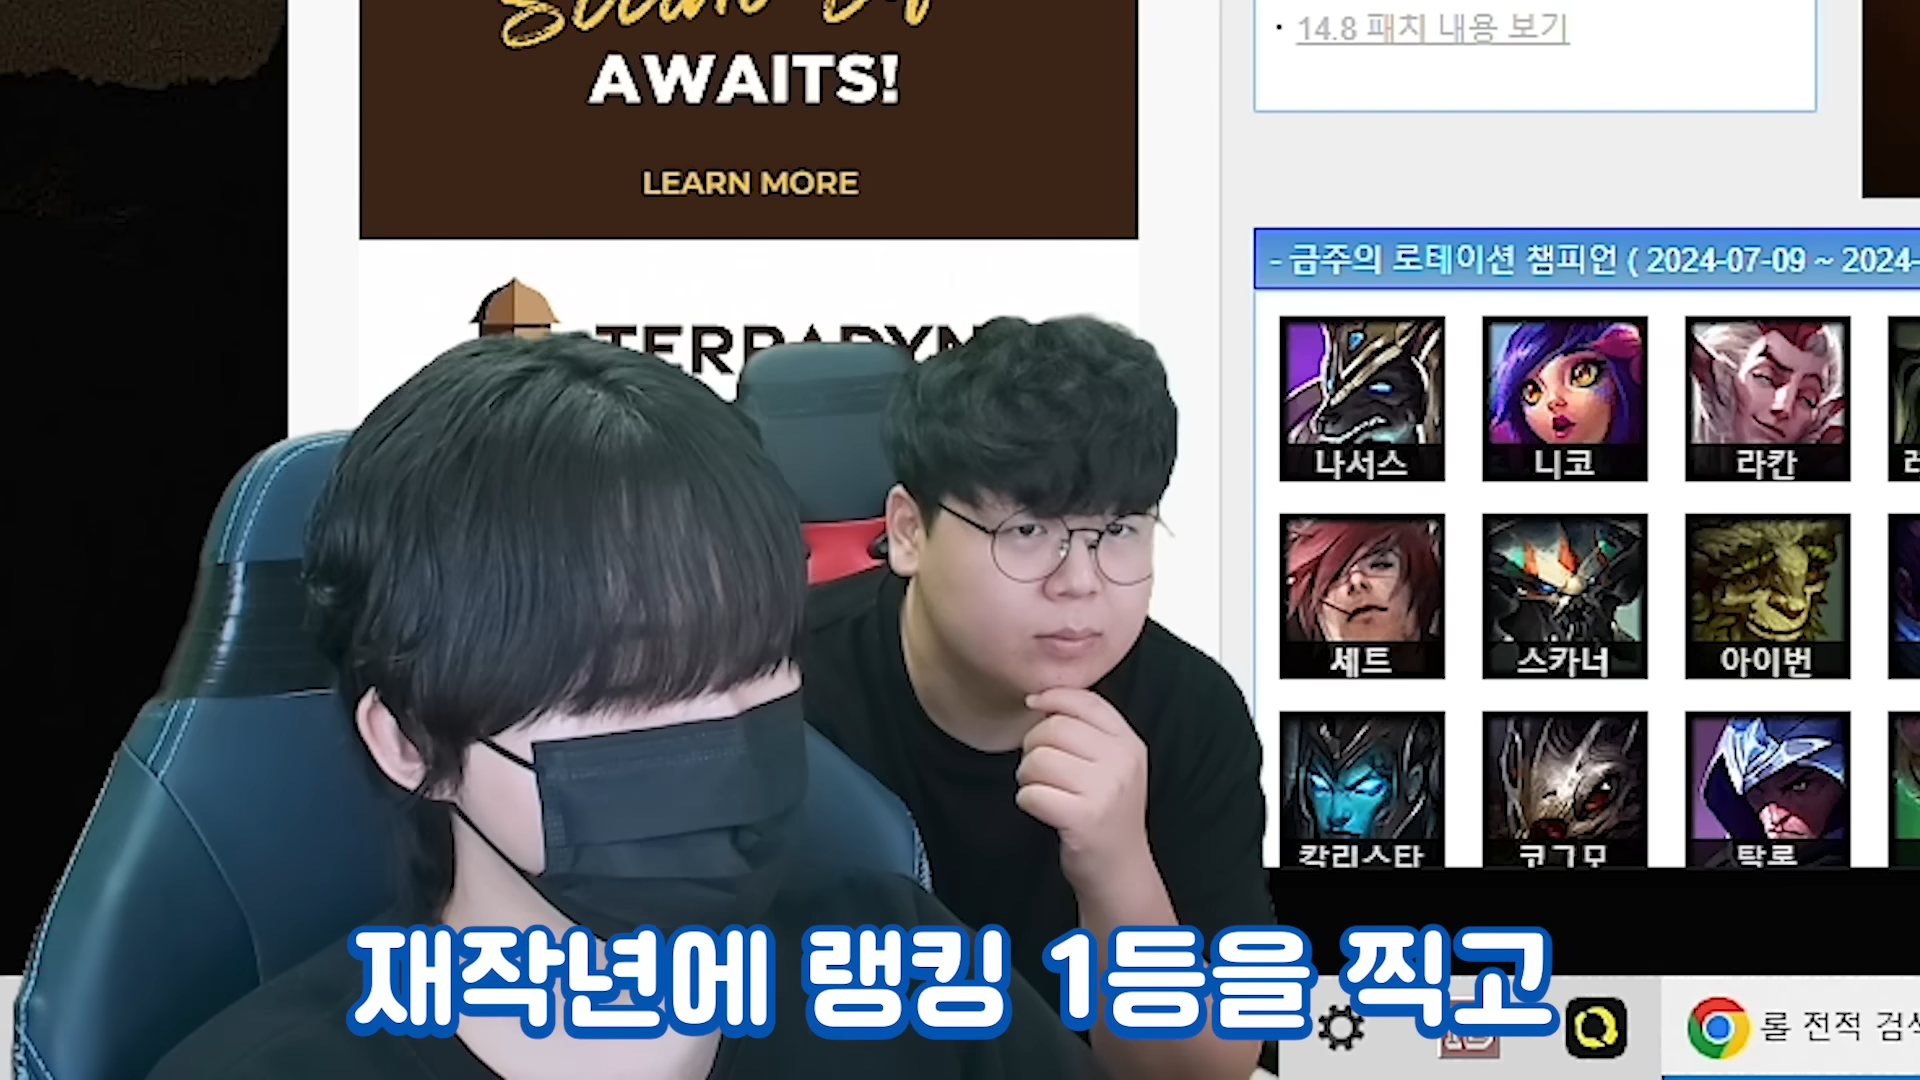 AWAITS!
LEARN MORE
· 14.8 패치 내용 보기
- 금주의 로테이션 챔피언 ( 2024-07-09 ~ 2024-
나서스
니코
라칸
세트
스카너
아이번
칼리스타
코그모
탈론
재작년에 랭킹 1등을 찍고
롤 전적 검색